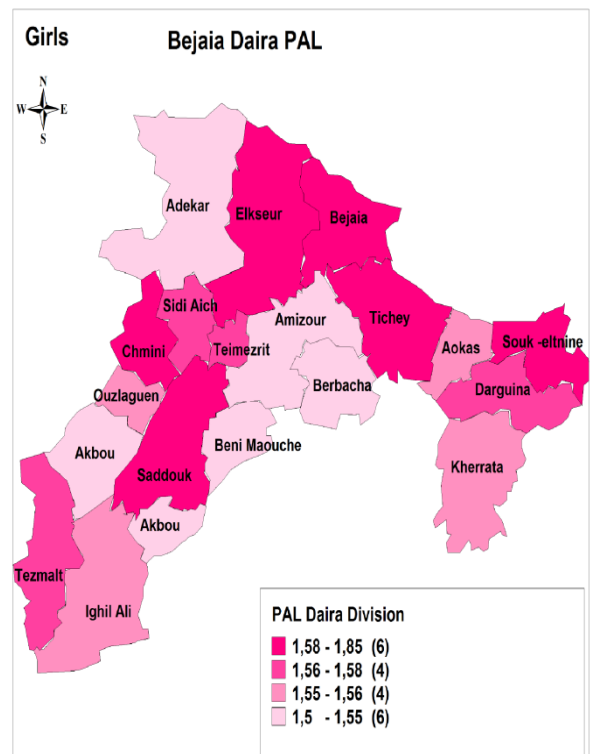 Girls
Bejaia Daira PAL
N
W E
S
Adekar
Elkseur
Bejaia
Sidi Aich
Amizour
Tichey
Souk -eltnine
Chmini
Teimezrit
Aokas
Ouzlaguen
Berbacha
Darguina
Akbou
Beni Maouche
Saddouk
Kherrata
Akbou
Tezmalt
Ighil Ali
PAL Daira Division
1,58 - 1,85 (6)
1,56 - 1,58 (4)
1,55 - 1,56 (4)
1,5 - 1,55 (6)